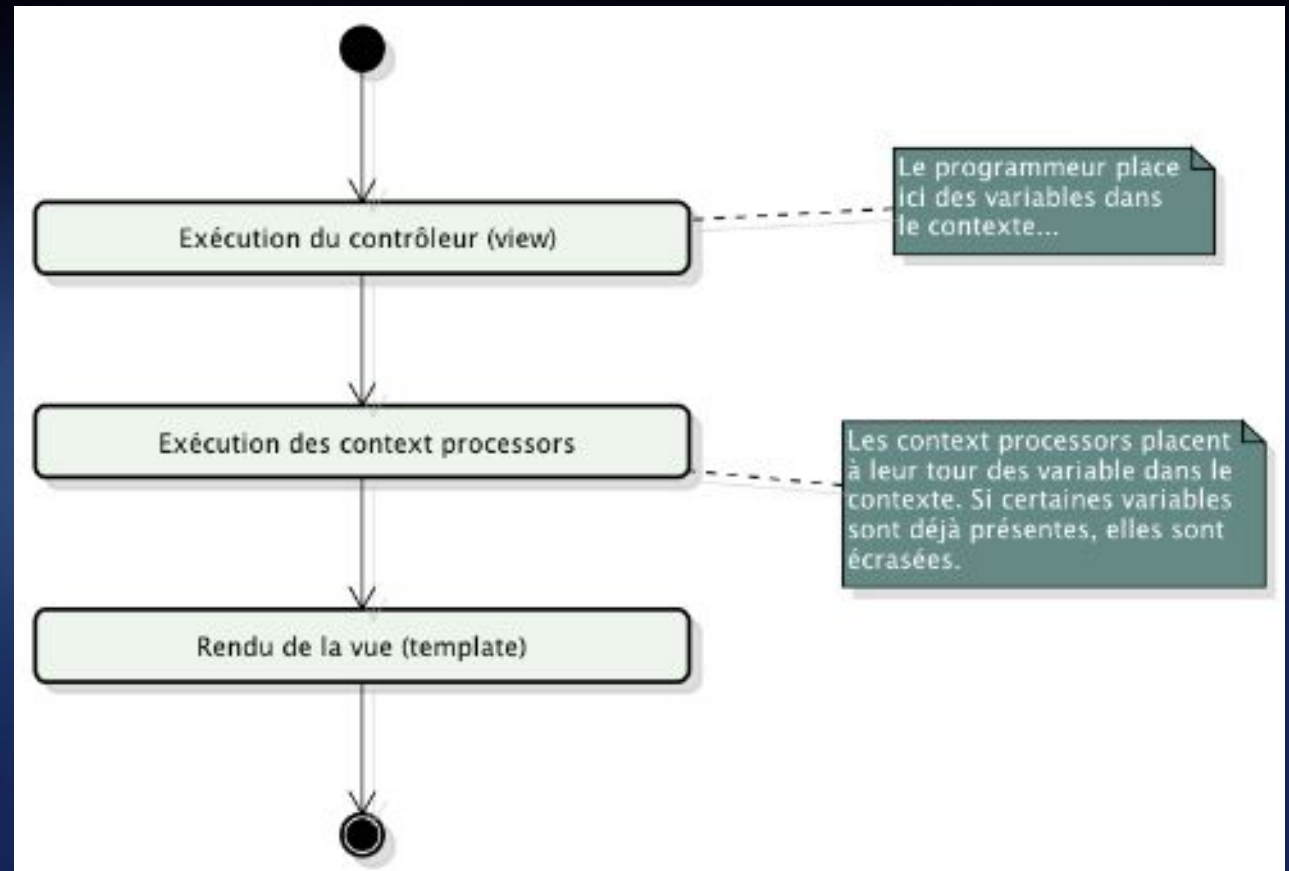 Exécution du contrôleur (view)
Le programmeur place
ici des variables dans
le contexte...
Exécution des context processors
Les context processors placent
à leur tour des variable dans le
contexte. Si certaines variables
sont déjà présentes, elles sont
écrasées.
Rendu de la vue (template)